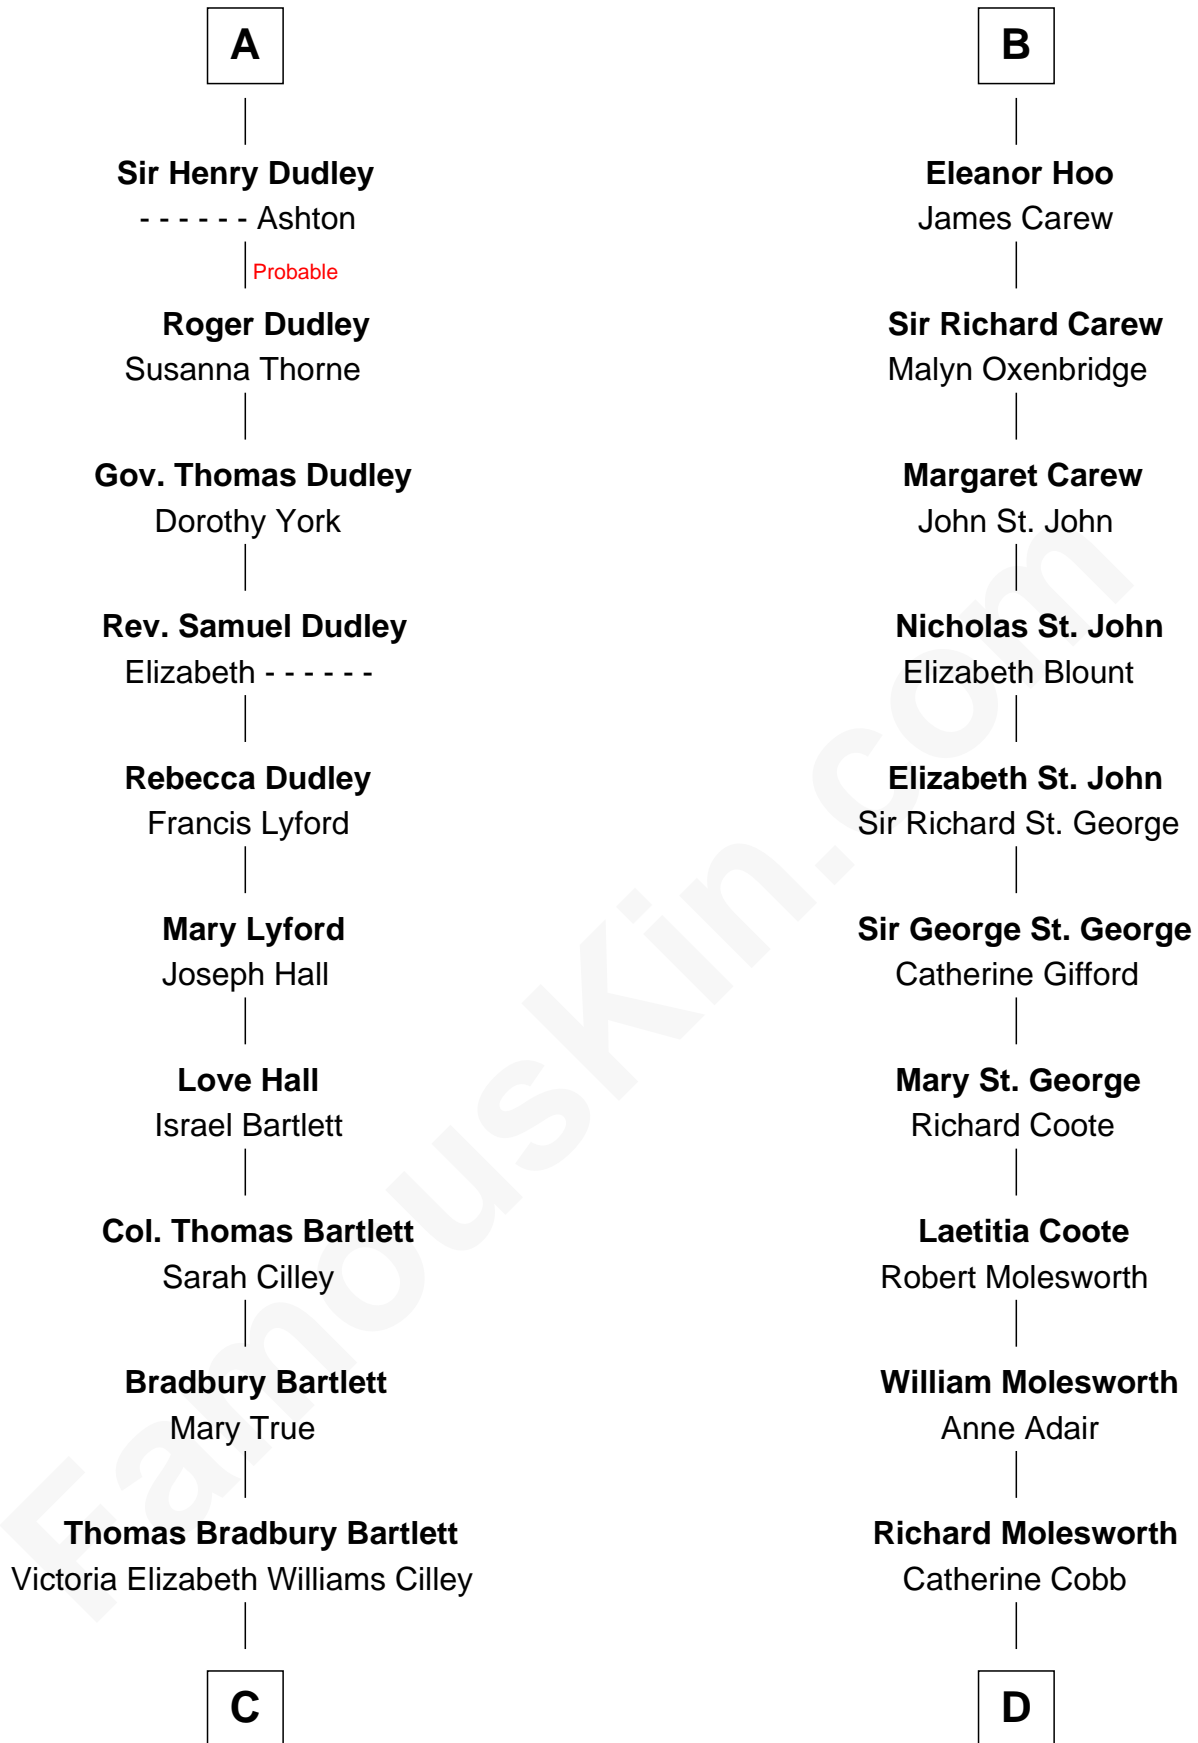 A
Sir Henry Dudley
- - - - - - Ashton
Probable
Roger Dudley
Susanna Thorne
Gov. Thomas Dudley
Dorothy York
Rev. Samuel Dudley
Elizabeth - - - - - -
Rebecca Dudley
Francis Lyford
Mary Lyford
Joseph Hall
Love Hall
Israel Bartlett
Col. Thomas Bartlett
Sarah Cilley
Bradbury Bartlett
Mary True
Thomas Bradbury Bartlett
Victoria Elizabeth Williams Cilley
C
B
Eleanor Hoo
James Carew
Sir Richard Carew
Malyn Oxenbridge
Margaret Carew
John St. John
Nicholas St. John
Elizabeth Blount
Elizabeth St. John
Sir Richard St. George
Sir George St. George
Catherine Gifford
Mary St. George
Richard Coote
Laetitia Coote
Robert Molesworth
William Molesworth
Anne Adair
Richard Molesworth
Catherine Cobb
D
FamousKin.com